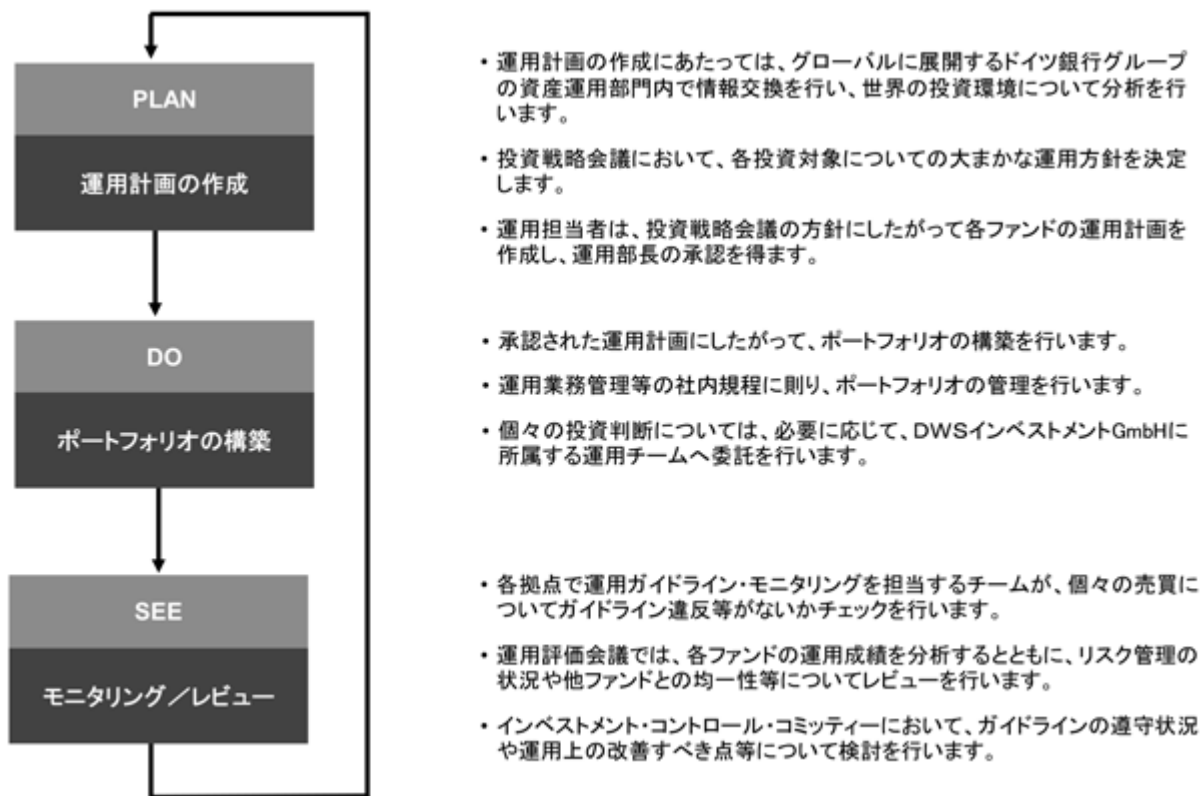 PLAN
運用計画の作成
・運用計画の作成にあたっては、グローバルに展開するドイツ銀行グループ
の資産運用部門内で情報交換を行い、世界の投資環境について分析を行
います。
・投資戦略会議において、各投資対象についての大まかな運用方針を決定
します。
・運用担当者は、投資戦略会議の方針にしたがって各ファンドの運用計画を
作成し、運用部長の承認を得ます。
DO
ポートフォリオの構築
・承認された運用計画にしたがって、ポートフォリオの構築を行います。
・運用業務管理等の社内規程に則り、ポートフォリオの管理を行います。
・個々の投資判断については、必要に応じて、DWSインベストメントGmbHに
所属する運用チームへ委託を行います。
SEE
モニタリング/レビュー
・各拠点で運用ガイドライン・モニタリングを担当するチームが、個々の売買に
ついてガイドライン違反等がないかチェックを行います。
・運用評価会議では、各ファンドの運用成績を分析するとともに、リスク管理の
状況や他ファンドとの均一性等についてレビューを行います。
・インベストメント・コントロール・コミッティーにおいて、ガイドラインの遵守状況
や運用上の改善すべき点等について検討を行います。